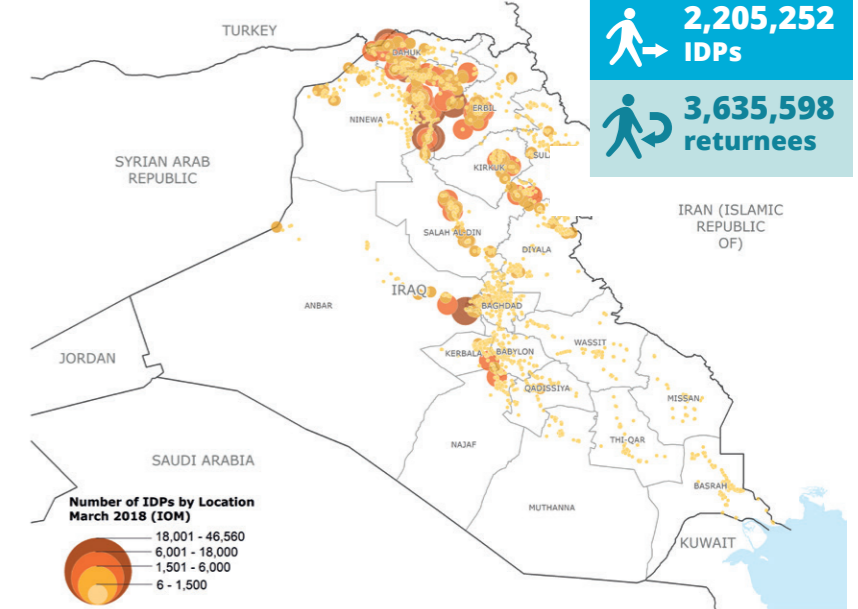 2,205,252
IDPs
3,635,598
returnees
TURKEY
DAHUK
ERBIL
NINEWA
SYRIAN ARAB
REPUBLIC
KIRKUK
SUL
IRAN (ISLAMIC
REPUBLIC
OF)
SALAH AL-DIN
DIYALA
IRAQ
ANBAR
BAGHDAD
JORDAN
KERBALA
BABYLON
WASSIT
QADISSIYA
MISSAN
NAJAF
THI-QAR
SAUDI ARABIA
BASRAH
MUTHANNA
KUWAIT
Number of IDPs by Location
March 2018 (IOM)
18,001 - 46,560
6,001 - 18,000
1,501 - 6,000
6 - 1,500